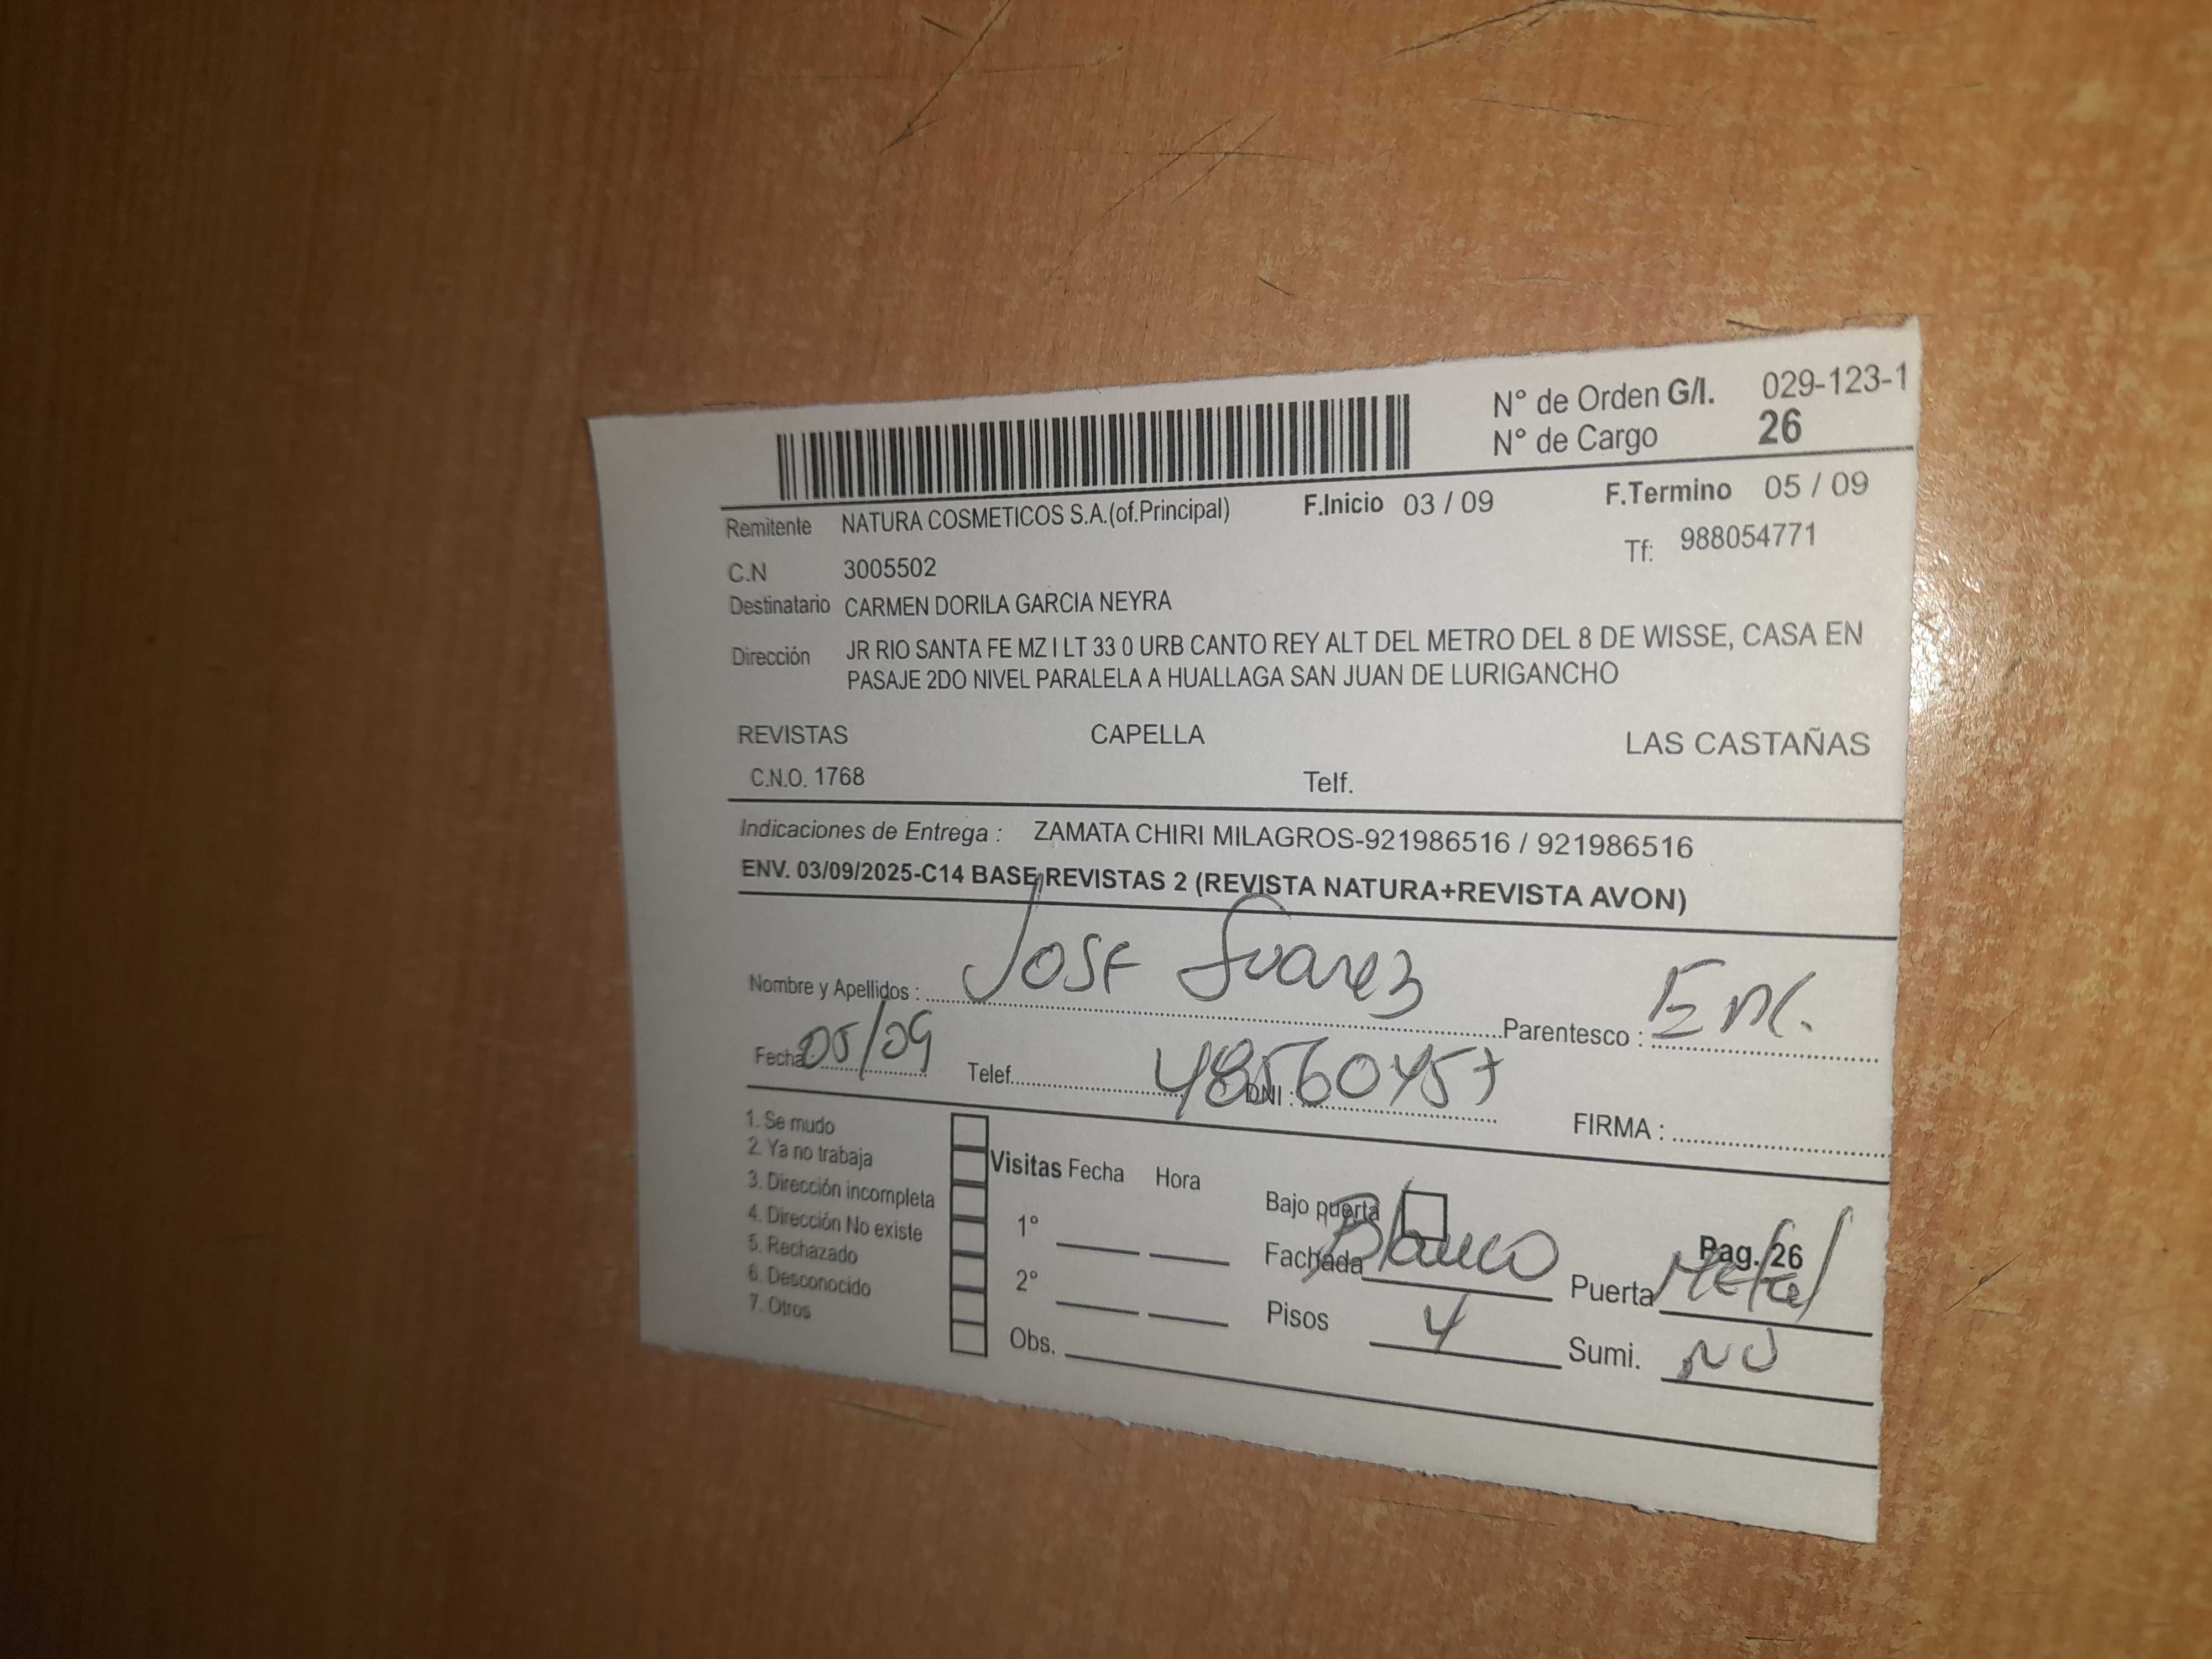 N° de Orden G/I. 029-123-1
N° de Cargo 26
Remitente NATURA COSMETICOS S.A.(of.Principal) F.Inicio 03 / 09 F.Termino 05 / 09
C.N 3005502 Tf: 988054771
Destinatario CARMEN DORILA GARCIA NEYRA
Dirección JR RIO SANTA FE MZ I LT 33 0 URB CANTO REY ALT DEL METRO DEL 8 DE WISSE, CASA EN
PASAJE 2DO NIVEL PARALELA A HUALLAGA SAN JUAN DE LURIGANCHO
REVISTAS CAPELLA LAS CASTAÑAS
C.N.O. 1768 Telf.
Indicaciones de Entrega : ZAMATA CHIRI MILAGROS-921986516 / 921986516
ENV. 03/09/2025-C14 BASE REVISTAS 2 (REVISTA NATURA+REVISTA AVON)
Nombre y Apellidos : JOSE Suarez Parentesco : Enc.
Fecha: 05/09 Telef. DNI : 48560457 FIRMA :
1. Se mudo
2. Ya no trabaja
3. Dirección incompleta
4. Dirección No existe
5. Rechazado
6. Desconocido
7. Otros
Visitas Fecha Hora
1°
2°
Obs.
Bajo puerta Pag. 26
Fachada Blanco Puerta Metal
Pisos 4 Sumi. NO